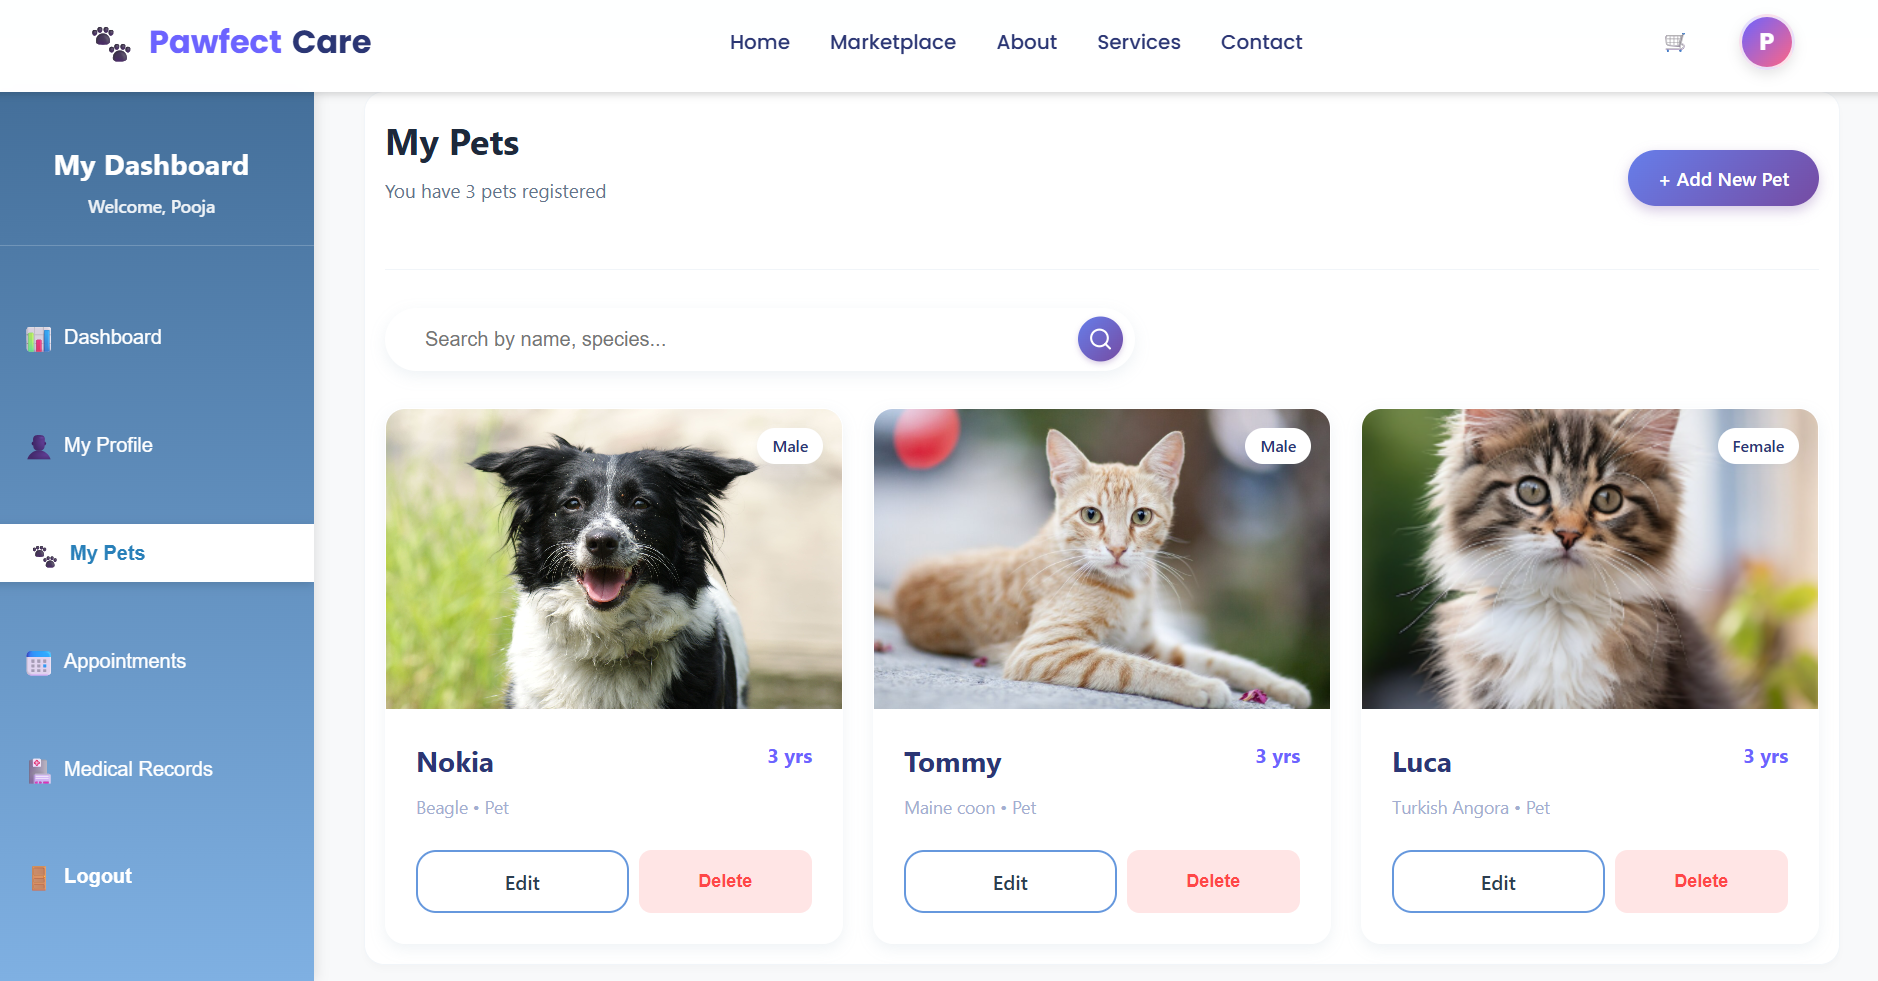 Pawfect Care
Home Marketplace About Services Contact
P
My Dashboard
Welcome, Pooja
Dashboard
My Profile
My Pets
Appointments
Medical Records
Logout
My Pets
You have 3 pets registered
+ Add New Pet
Search by name, species...
Male
Nokia 3 yrs
Beagle • Pet
Edit Delete
Male
Tommy 3 yrs
Maine coon • Pet
Edit Delete
Female
Luca 3 yrs
Turkish Angora • Pet
Edit Delete